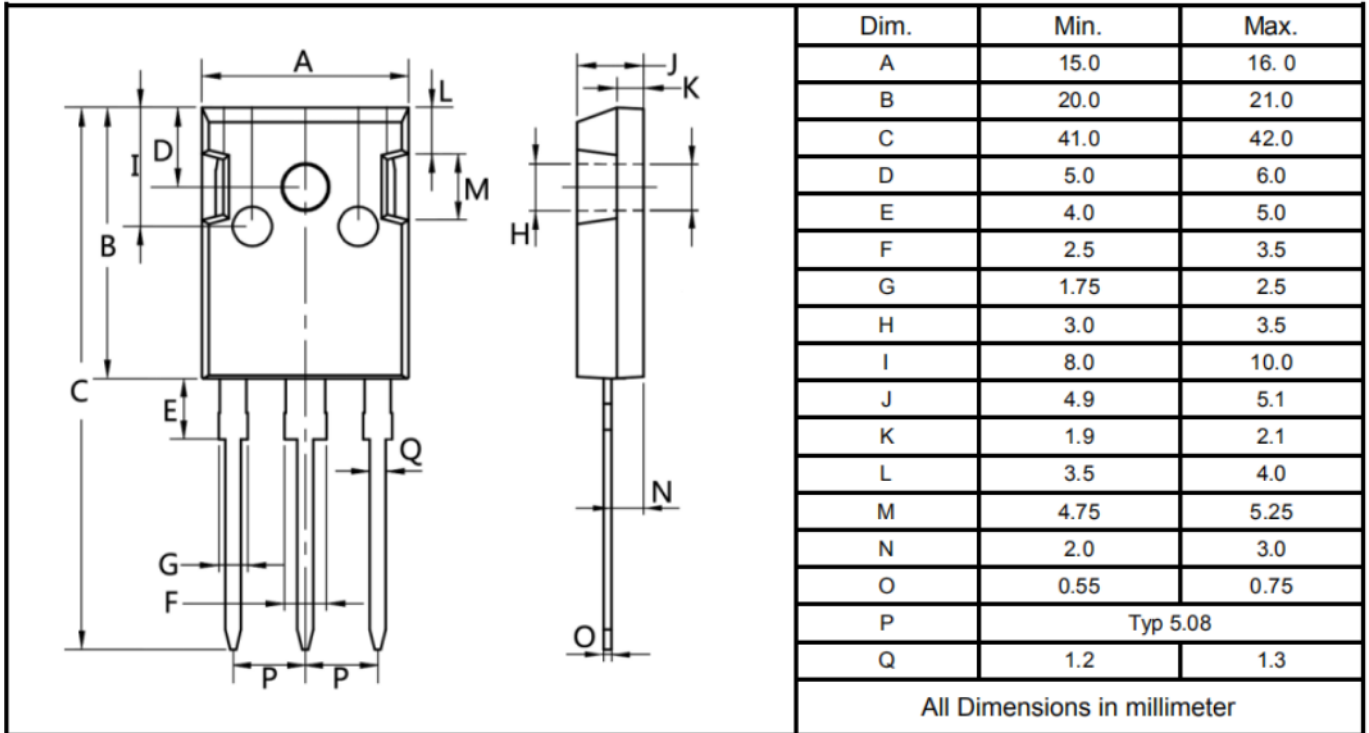 A
L
J
K
D
I
M
H
B
C
E
Q
N
G
F
O
P P
Dim. Min. Max.
A 15.0 16. 0
B 20.0 21.0
C 41.0 42.0
D 5.0 6.0
E 4.0 5.0
F 2.5 3.5
G 1.75 2.5
H 3.0 3.5
I 8.0 10.0
J 4.9 5.1
K 1.9 2.1
L 3.5 4.0
M 4.75 5.25
N 2.0 3.0
O 0.55 0.75
P Typ 5.08
Q 1.2 1.3
All Dimensions in millimeter